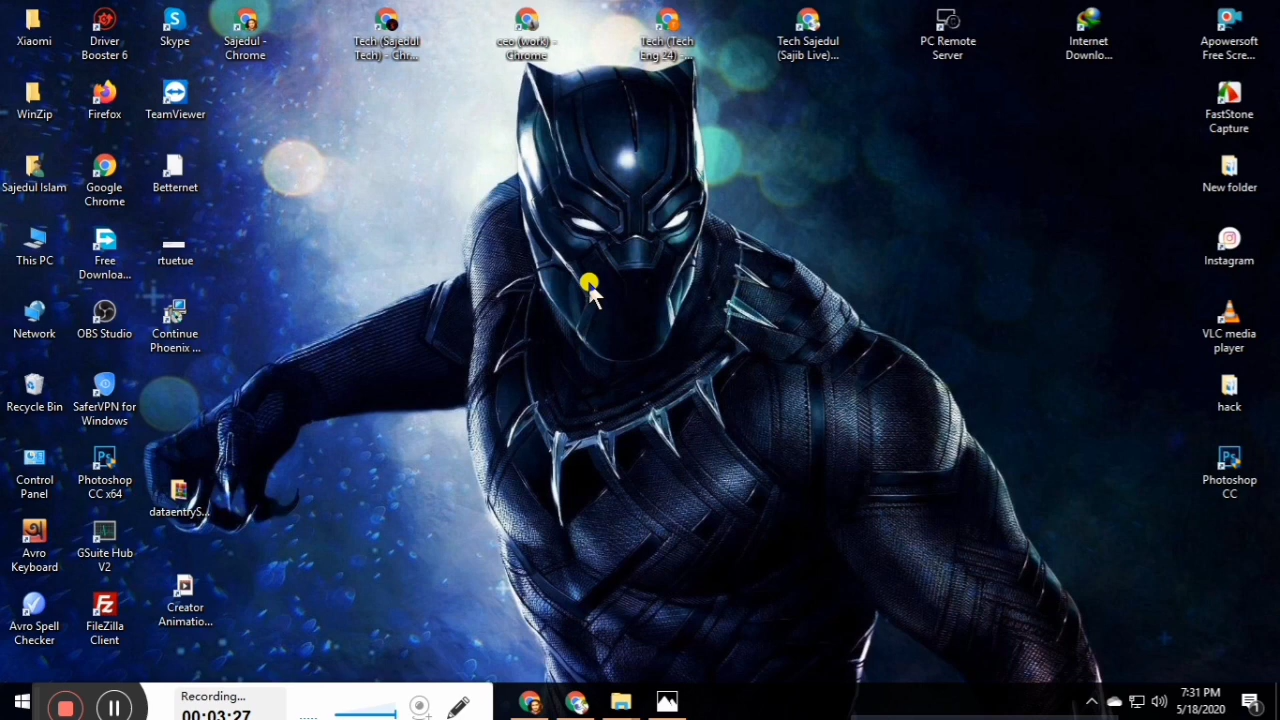 Xiaomi
Driver
Booster 6
Skype
Sajedul -
Chrome
Tech (Sajedul
Tech) - Chr...
ceo (work) -
Chrome
Tech (Tech
Eng 24) -...
Tech Sajedul
(Sajib Live)...
PC Remote
Server
Internet
Downlo...
Apowersoft
Free Scre...
WinZip
Firefox
TeamViewer
FastStone
Capture
Sajedul Islam
Google
Chrome
Betternet
New folder
This PC
Free
Downloa...
rtuetue
Instagram
Network
OBS Studio
Continue
Phoenix ...
VLC media
player
Recycle Bin
SaferVPN for
Windows
hack
Control
Panel
Photoshop
CC x64
dataentryS...
Photoshop
CC
Avro
Keyboard
GSuite Hub
V2
Creator
Animatio...
Avro Spell
Checker
FileZilla
Client
Recording...
00:03:27
7:31 PM
5/18/2020
1